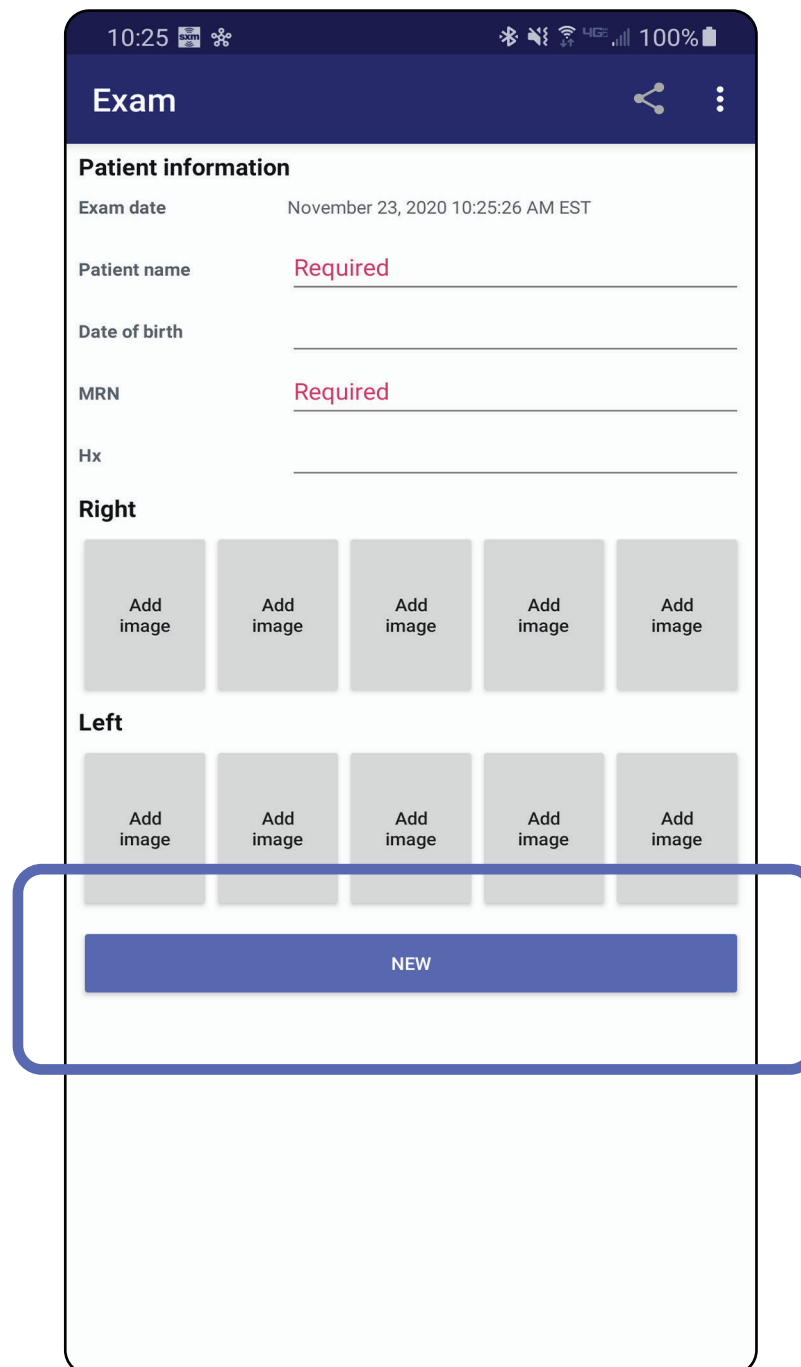 10:25 sxm 4GE 100%
Exam
Patient information
Exam date November 23, 2020 10:25:26 AM EST
Patient name Required
Date of birth
MRN Required
Hx
Right
Add image Add image Add image Add image Add image
Left
Add image Add image Add image Add image Add image
NEW